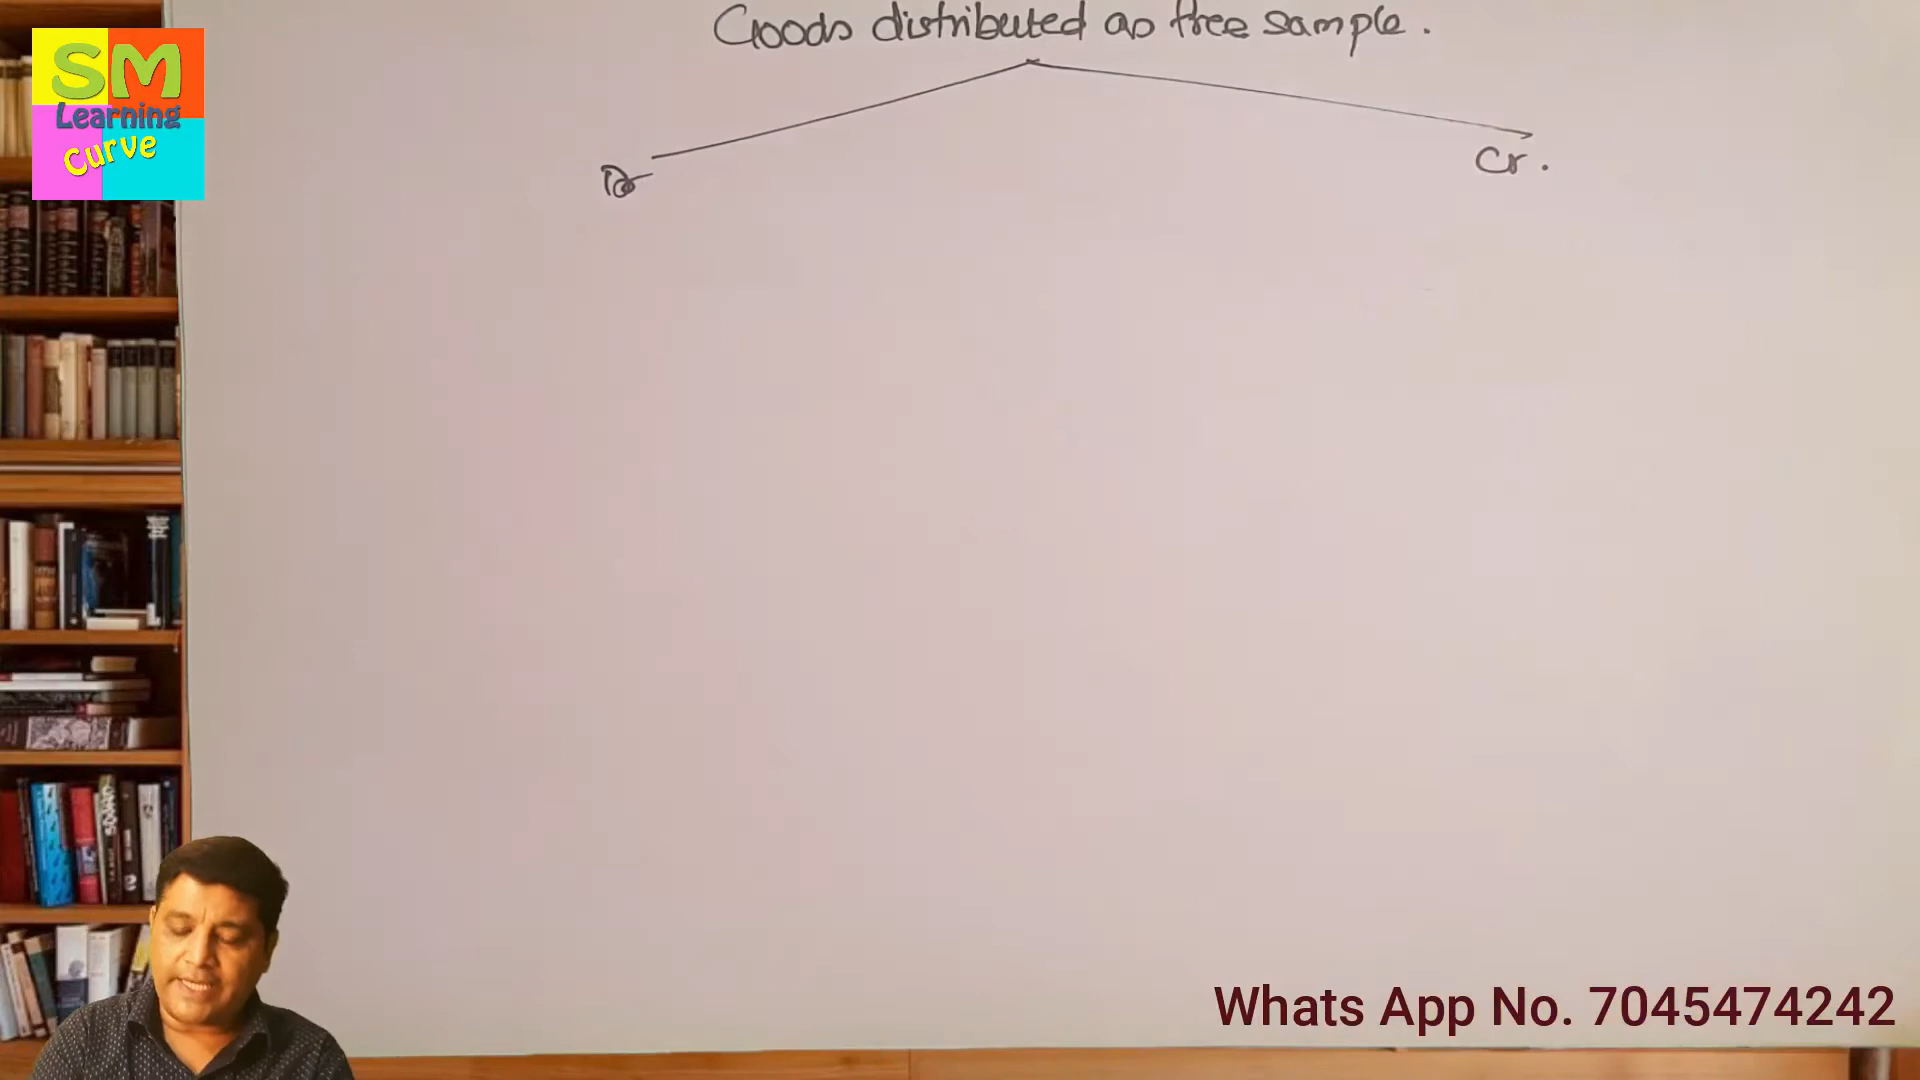 Goods distributed as free sample.
SM
Learning
Curve
Dr
Cr.
Whats App No. 7045474242